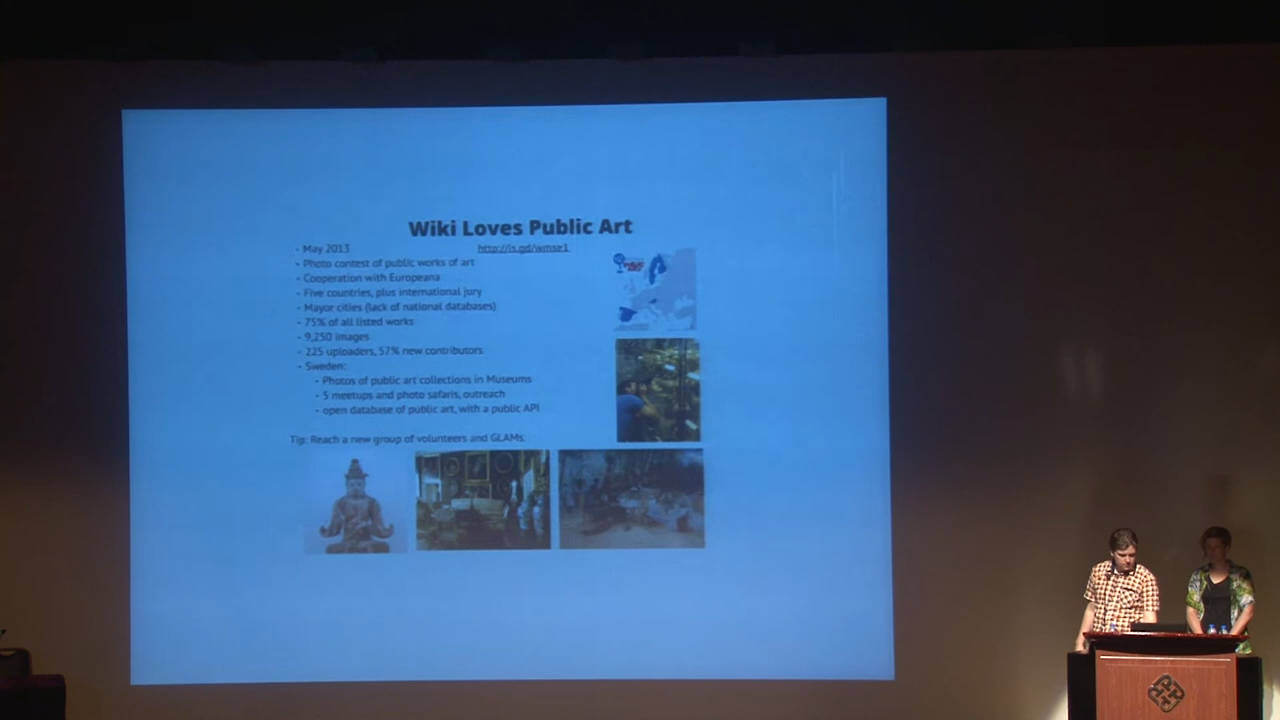 Wiki Loves Public Art
- May 2013 http://is.gd/wmse1
- Photo contest of public works of art
- Cooperation with Europeana
- Five countries, plus international jury
- Mayor cities (lack of national databases)
- 75% of all listed works
- 9,250 images
- 225 uploaders, 57% new contributors
- Sweden:
- Photos of public art collections in Museums
- 5 meetups and photo safaris, outreach
- open database of public art, with a public API
Tip: Reach a new group of volunteers and GLAMs.